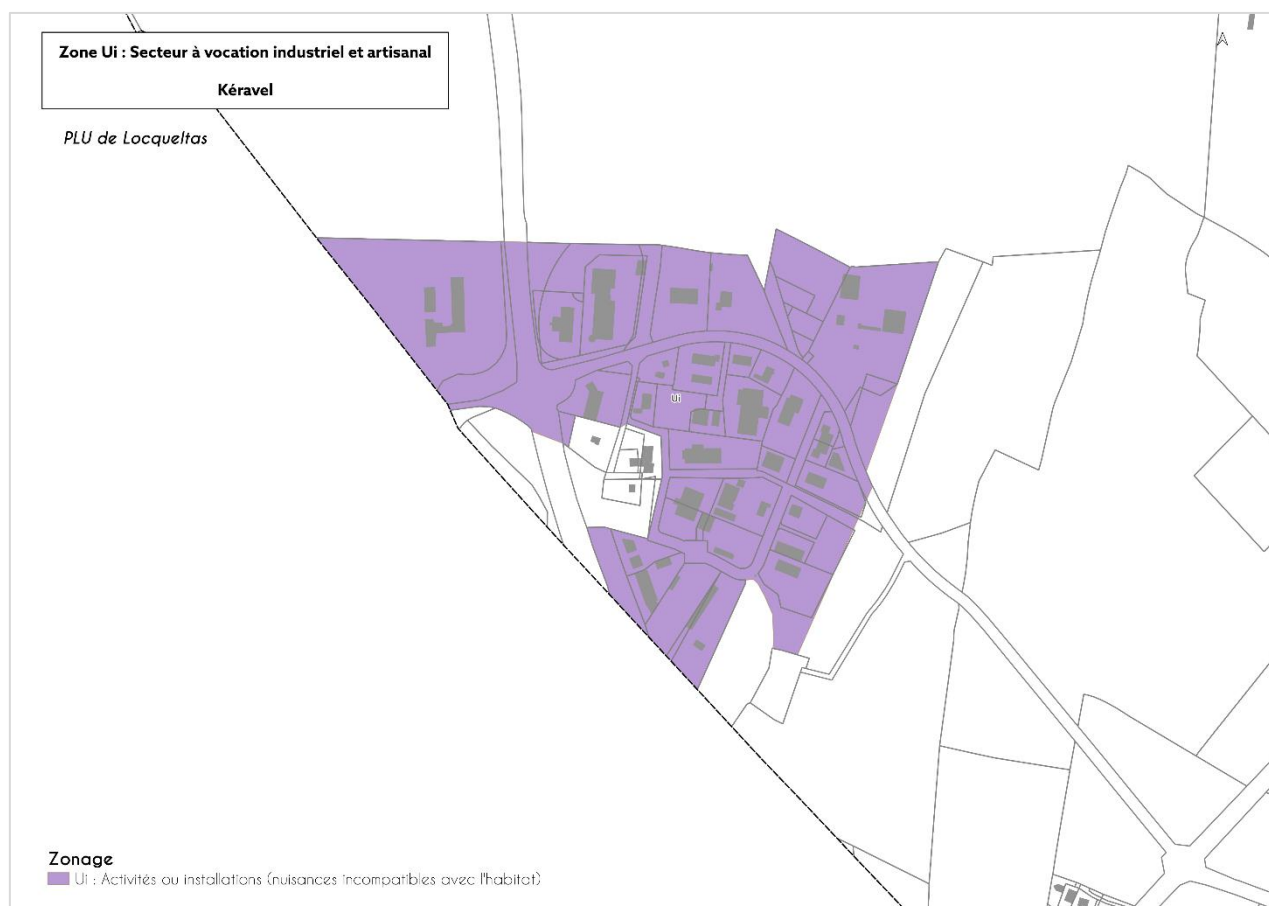 Zone Ui : Secteur à vocation industriel et artisanal
Kéravel
PLU de Locqueltas
Ui
Zonage
Ui : Activités ou installations (nuisances incompatibles avec l'habitat)